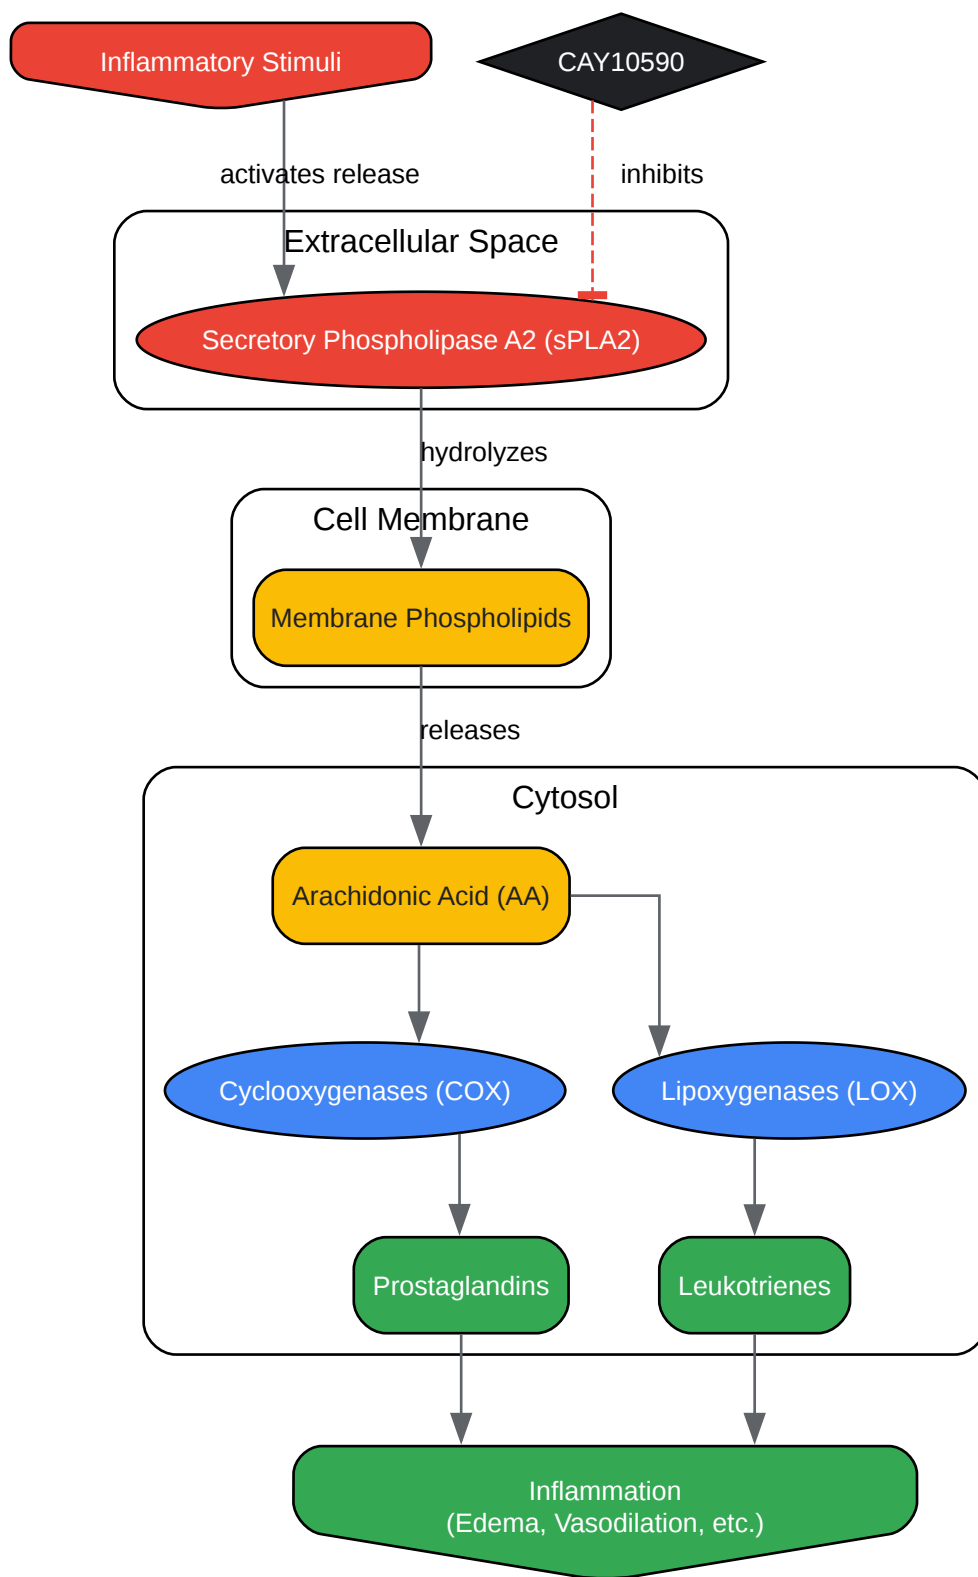 Inflammatory Stimuli
CAY10590
activates release
inhibits
Extracellular Space
Secretory Phospholipase A2 (sPLA2)
hydrolyzes
Cell Membrane
Membrane Phospholipids
releases
Cytosol
Arachidonic Acid (AA)
Cyclooxygenases (COX)
Lipoxygenases (LOX)
Prostaglandins
Leukotrienes
Inflammation
(Edema, Vasodilation, etc.)